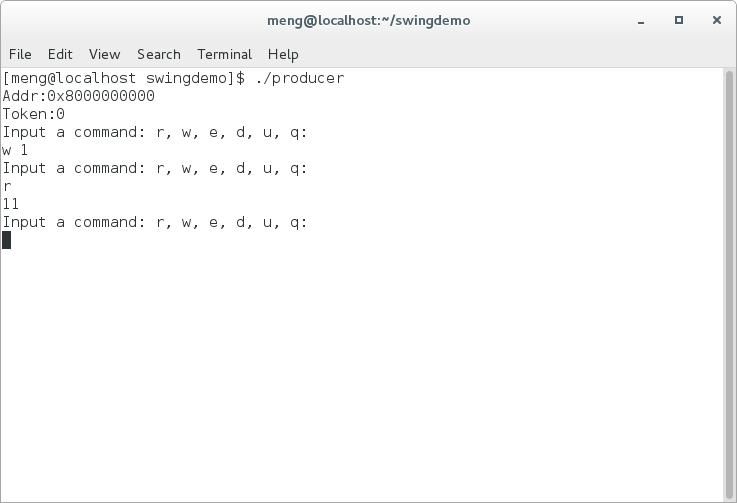 meng@localhost:~/swingdemo
File Edit View Search Terminal Help
[meng@localhost swingdemo]$ ./producer
Addr:0x8000000000
Token:0
Input a command: r, w, e, d, u, q:
w 1
Input a command: r, w, e, d, u, q:
r
11
Input a command: r, w, e, d, u, q: